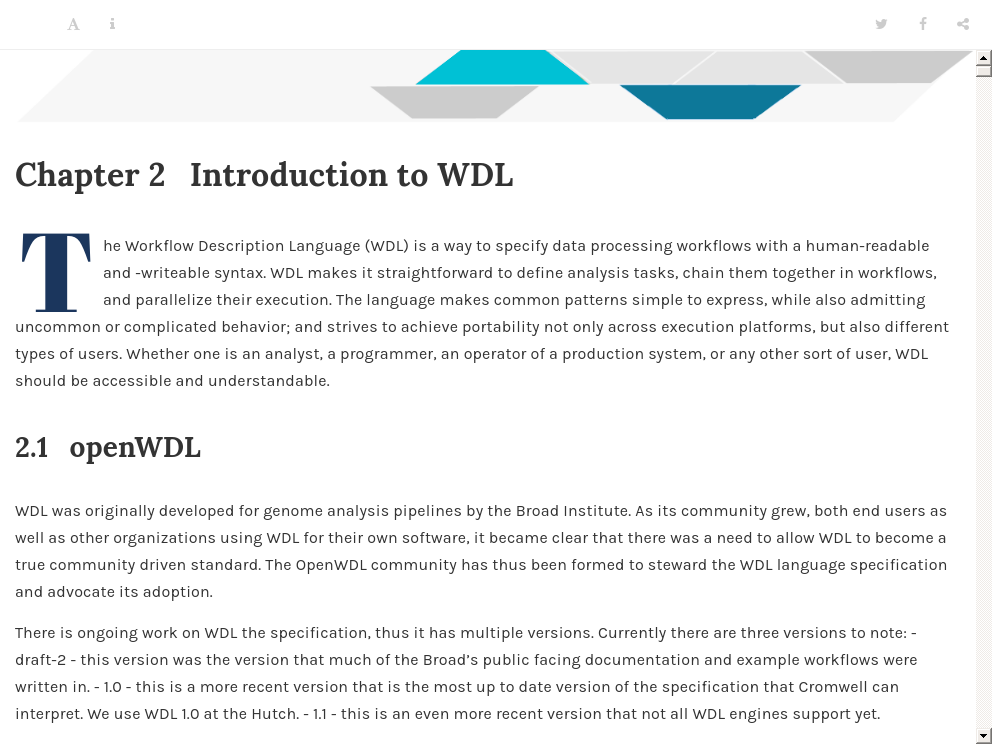 Chapter 2 Introduction to WDL
The Workflow Description Language (WDL) is a way to specify data processing workflows with a human-readable
and -writeable syntax. WDL makes it straightforward to define analysis tasks, chain them together in workflows,
and parallelize their execution. The language makes common patterns simple to express, while also admitting
uncommon or complicated behavior; and strives to achieve portability not only across execution platforms, but also different
types of users. Whether one is an analyst, a programmer, an operator of a production system, or any other sort of user, WDL
should be accessible and understandable.
2.1 openWDL
WDL was originally developed for genome analysis pipelines by the Broad Institute. As its community grew, both end users as
well as other organizations using WDL for their own software, it became clear that there was a need to allow WDL to become a
true community driven standard. The OpenWDL community has thus been formed to steward the WDL language specification
and advocate its adoption.
There is ongoing work on WDL the specification, thus it has multiple versions. Currently there are three versions to note: -
draft-2 - this version was the version that much of the Broad’s public facing documentation and example workflows were
written in. - 1.0 - this is a more recent version that is the most up to date version of the specification that Cromwell can
interpret. We use WDL 1.0 at the Hutch. - 1.1 - this is an even more recent version that not all WDL engines support yet.